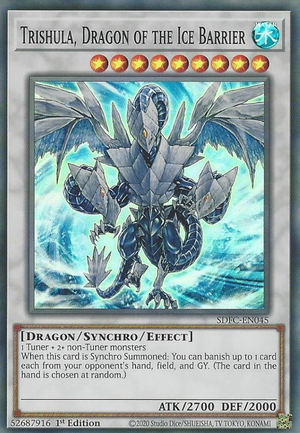 TRISHULA, DRAGON OF THE ICE BARRIER
WATER
水
SDFC-EN045
[DRAGON/SYNCHRO/EFFECT]
1 Tuner + 2+ non-Tuner monsters
When this card is Synchro Summoned: You can banish up to 1 card
each from your opponent's hand, field, and GY. (The card in the
hand is chosen at random.)
ATK/2700 DEF/2000
52687916 1st Edition ©2020 Studio Dice/SHUEISHA, TV TOKYO, KONAMI